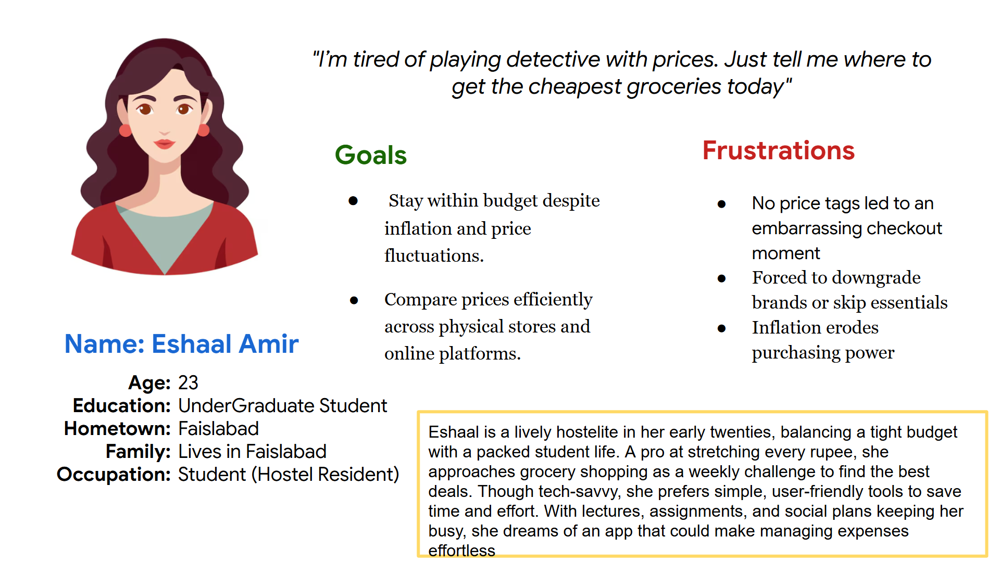 "I’m tired of playing detective with prices. Just tell me where to
get the cheapest groceries today"
Goals
● Stay within budget despite
inflation and price
fluctuations.
● Compare prices efficiently
across physical stores and
online platforms.
Frustrations
● No price tags led to an
embarrassing checkout
moment
● Forced to downgrade
brands or skip essentials
● Inflation erodes
purchasing power
Name: Eshaal Amir
Age: 23
Education: UnderGraduate Student
Hometown: Faislabad
Family: Lives in Faislabad
Occupation: Student (Hostel Resident)
Eshaal is a lively hostelite in her early twenties, balancing a tight budget
with a packed student life. A pro at stretching every rupee, she
approaches grocery shopping as a weekly challenge to find the best
deals. Though tech-savvy, she prefers simple, user-friendly tools to save
time and effort. With lectures, assignments, and social plans keeping her
busy, she dreams of an app that could make managing expenses
effortless